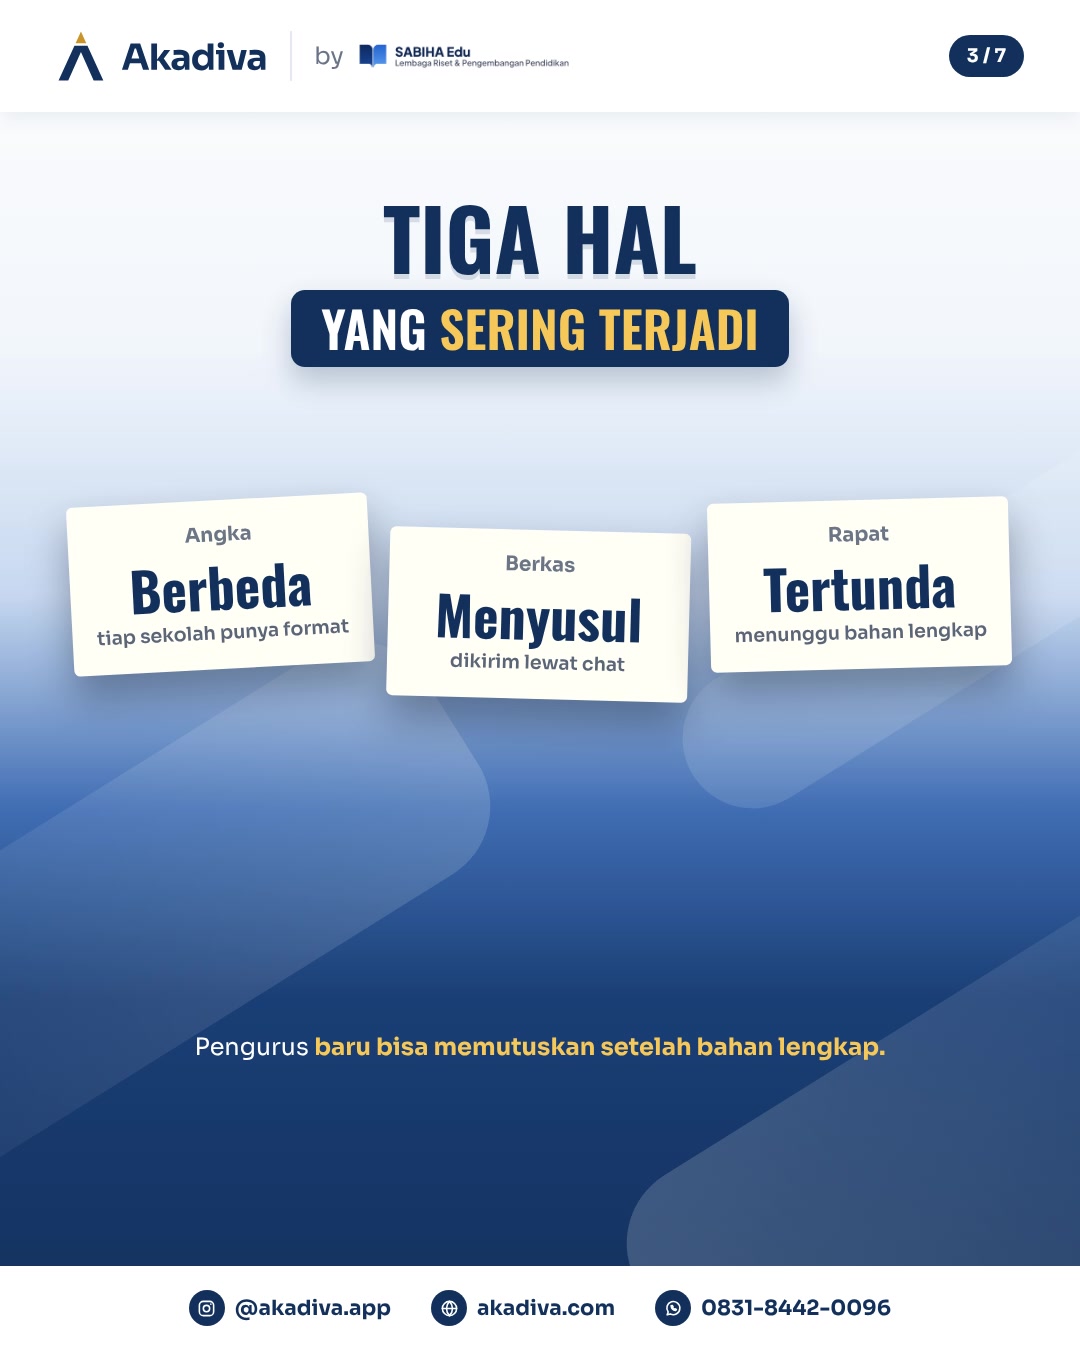 Akadiva
by
SABIHA Edu
Lembaga Riset & Pengembangan Pendidikan
3 / 7
TIGA HAL
YANG SERING TERJADI
Angka
Berbeda
tiap sekolah punya format
Berkas
Menyusul
dikirim lewat chat
Rapat
Tertunda
menunggu bahan lengkap
Pengurus baru bisa memutuskan setelah bahan lengkap.
@akadiva.app
akadiva.com
0831-8442-0096